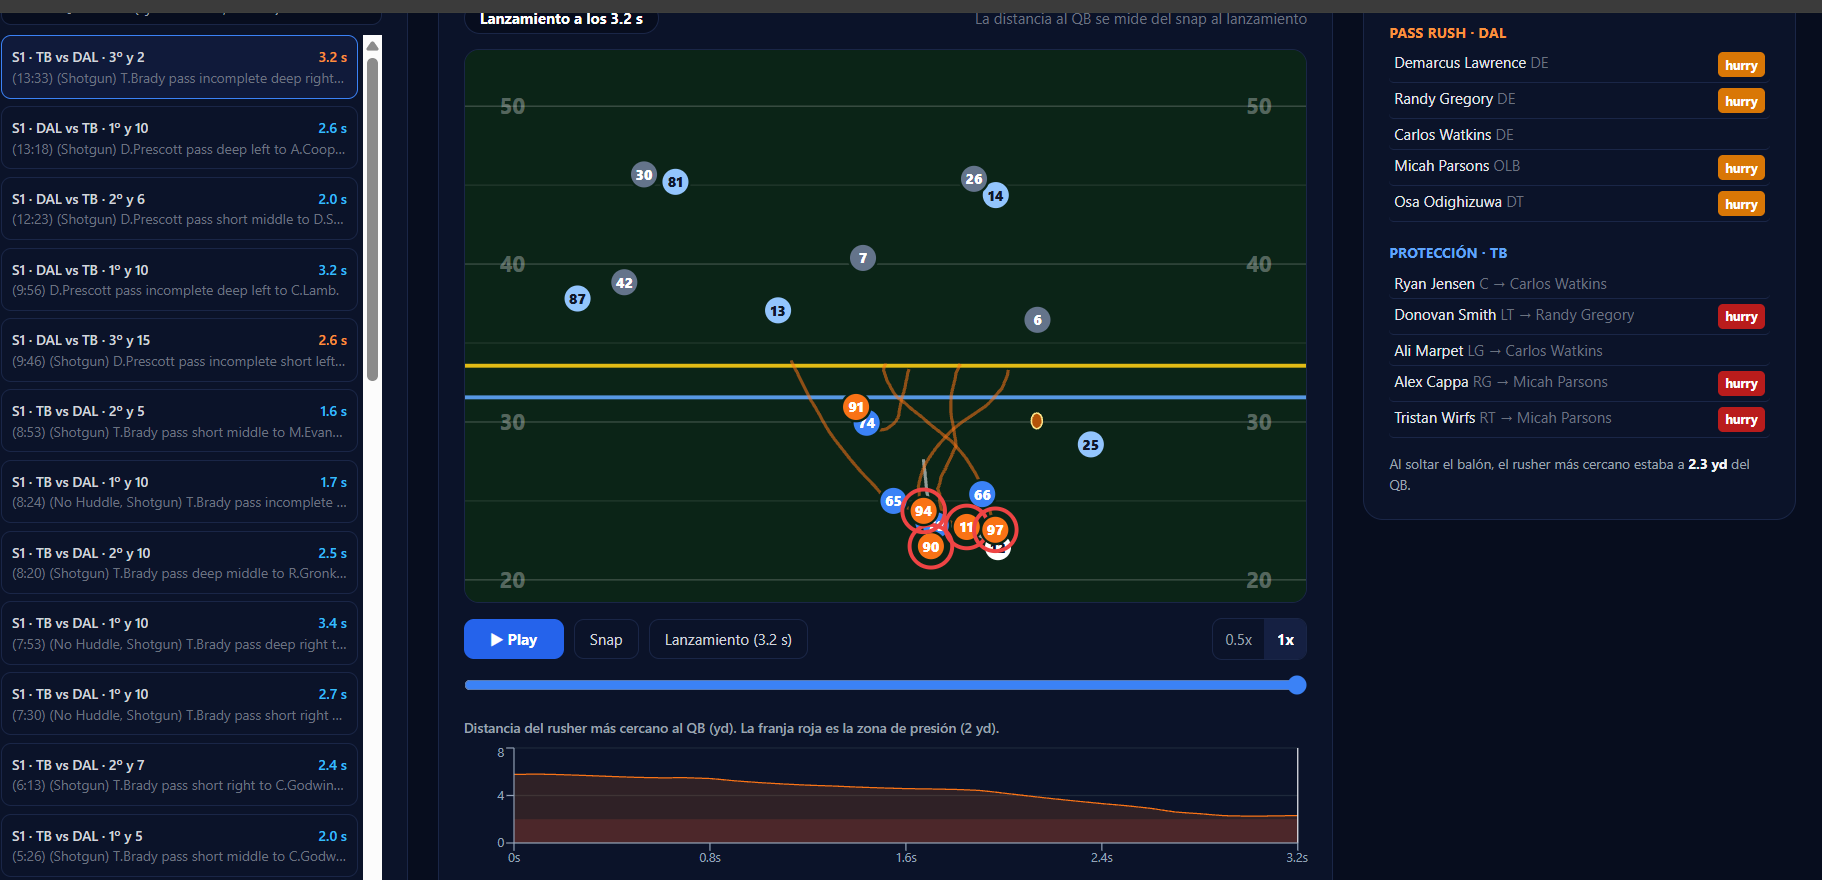 S1 · TB vs DAL · 3º y 2 3.2 s
(13:33) (Shotgun) T.Brady pass incomplete deep right...
S1 · DAL vs TB · 1º y 10 2.6 s
(13:18) (Shotgun) D.Prescott pass deep left to A.Coop...
S1 · DAL vs TB · 2º y 6 2.0 s
(12:23) (Shotgun) D.Prescott pass short middle to D.S...
S1 · DAL vs TB · 1º y 10 3.2 s
(9:56) D.Prescott pass incomplete deep left to C.Lamb.
S1 · DAL vs TB · 3º y 15 2.6 s
(9:46) (Shotgun) D.Prescott pass incomplete short left...
S1 · TB vs DAL · 2º y 5 1.6 s
(8:53) (Shotgun) T.Brady pass short middle to M.Evan...
S1 · TB vs DAL · 1º y 10 1.7 s
(8:24) (No Huddle, Shotgun) T.Brady pass incomplete ...
S1 · TB vs DAL · 2º y 10 2.5 s
(8:20) (Shotgun) T.Brady pass deep middle to R.Gronk...
S1 · TB vs DAL · 1º y 10 3.4 s
(7:53) (No Huddle, Shotgun) T.Brady pass deep right t...
S1 · TB vs DAL · 1º y 10 2.7 s
(7:30) (No Huddle, Shotgun) T.Brady pass short right ...
S1 · TB vs DAL · 2º y 7 2.4 s
(6:13) (Shotgun) T.Brady pass short right to C.Godwin...
S1 · TB vs DAL · 1º y 5 2.0 s
(5:26) (Shotgun) T.Brady pass short middle to C.Godw...
Lanzamiento a los 3.2 s
La distancia al QB se mide del snap al lanzamiento
50 50
30 81 26 14
7
40 40
42
87 13 6
91
74
30 30
25
65 66
94 11 97
90
20 20
▶ Play Snap Lanzamiento (3.2 s) 0.5x 1x
Distancia del rusher más cercano al QB (yd). La franja roja es la zona de presión (2 yd).
8
4
0
0s 0.8s 1.6s 2.4s 3.2s
PASS RUSH · DAL
Demarcus Lawrence DE hurry
Randy Gregory DE hurry
Carlos Watkins DE
Micah Parsons OLB hurry
Osa Odighizuwa DT hurry
PROTECCIÓN · TB
Ryan Jensen C → Carlos Watkins
Donovan Smith LT → Randy Gregory hurry
Ali Marpet LG → Carlos Watkins
Alex Cappa RG → Micah Parsons hurry
Tristan Wirfs RT → Micah Parsons hurry
Al soltar el balón, el rusher más cercano estaba a 2.3 yd del
QB.